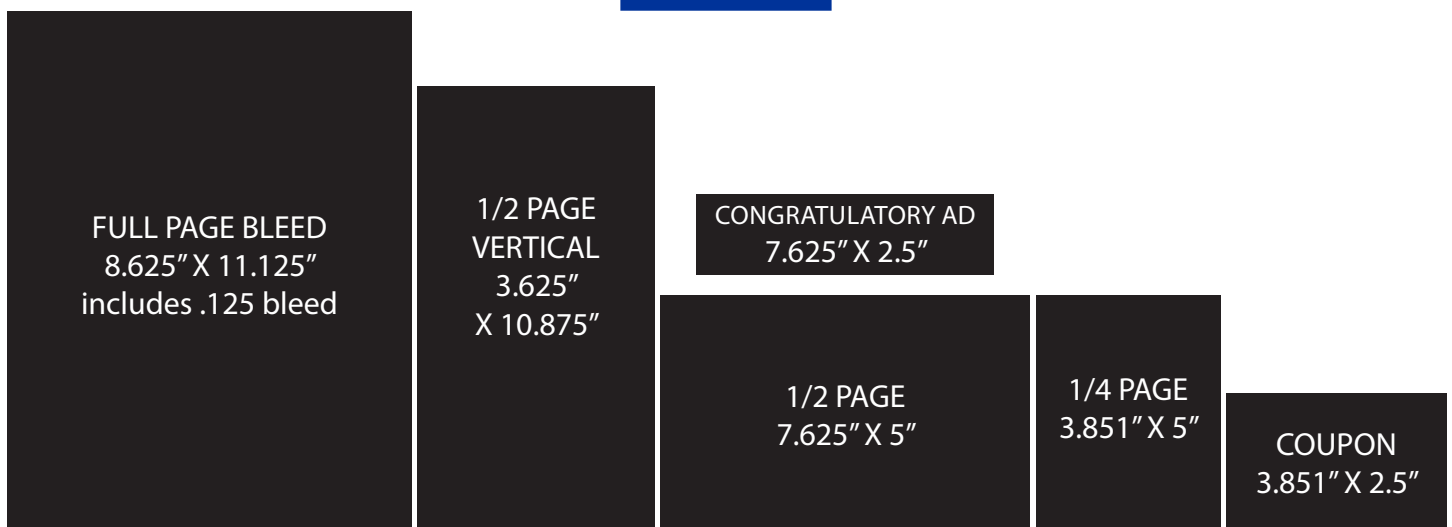 FULL PAGE BLEED
8.625” X 11.125”
includes .125 bleed
1/2 PAGE
VERTICAL
3.625”
X 10.875”
CONGRATULATORY AD
7.625” X 2.5”
1/2 PAGE
7.625” X 5”
1/4 PAGE
3.851” X 5”
COUPON
3.851” X 2.5”